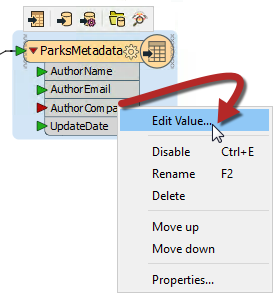 ParksMetadata
AuthorName
AuthorEmail
AuthorCompa
UpdateDate
Edit Value...
Disable Ctrl+E
Rename F2
Delete
Move up
Move down
Properties...